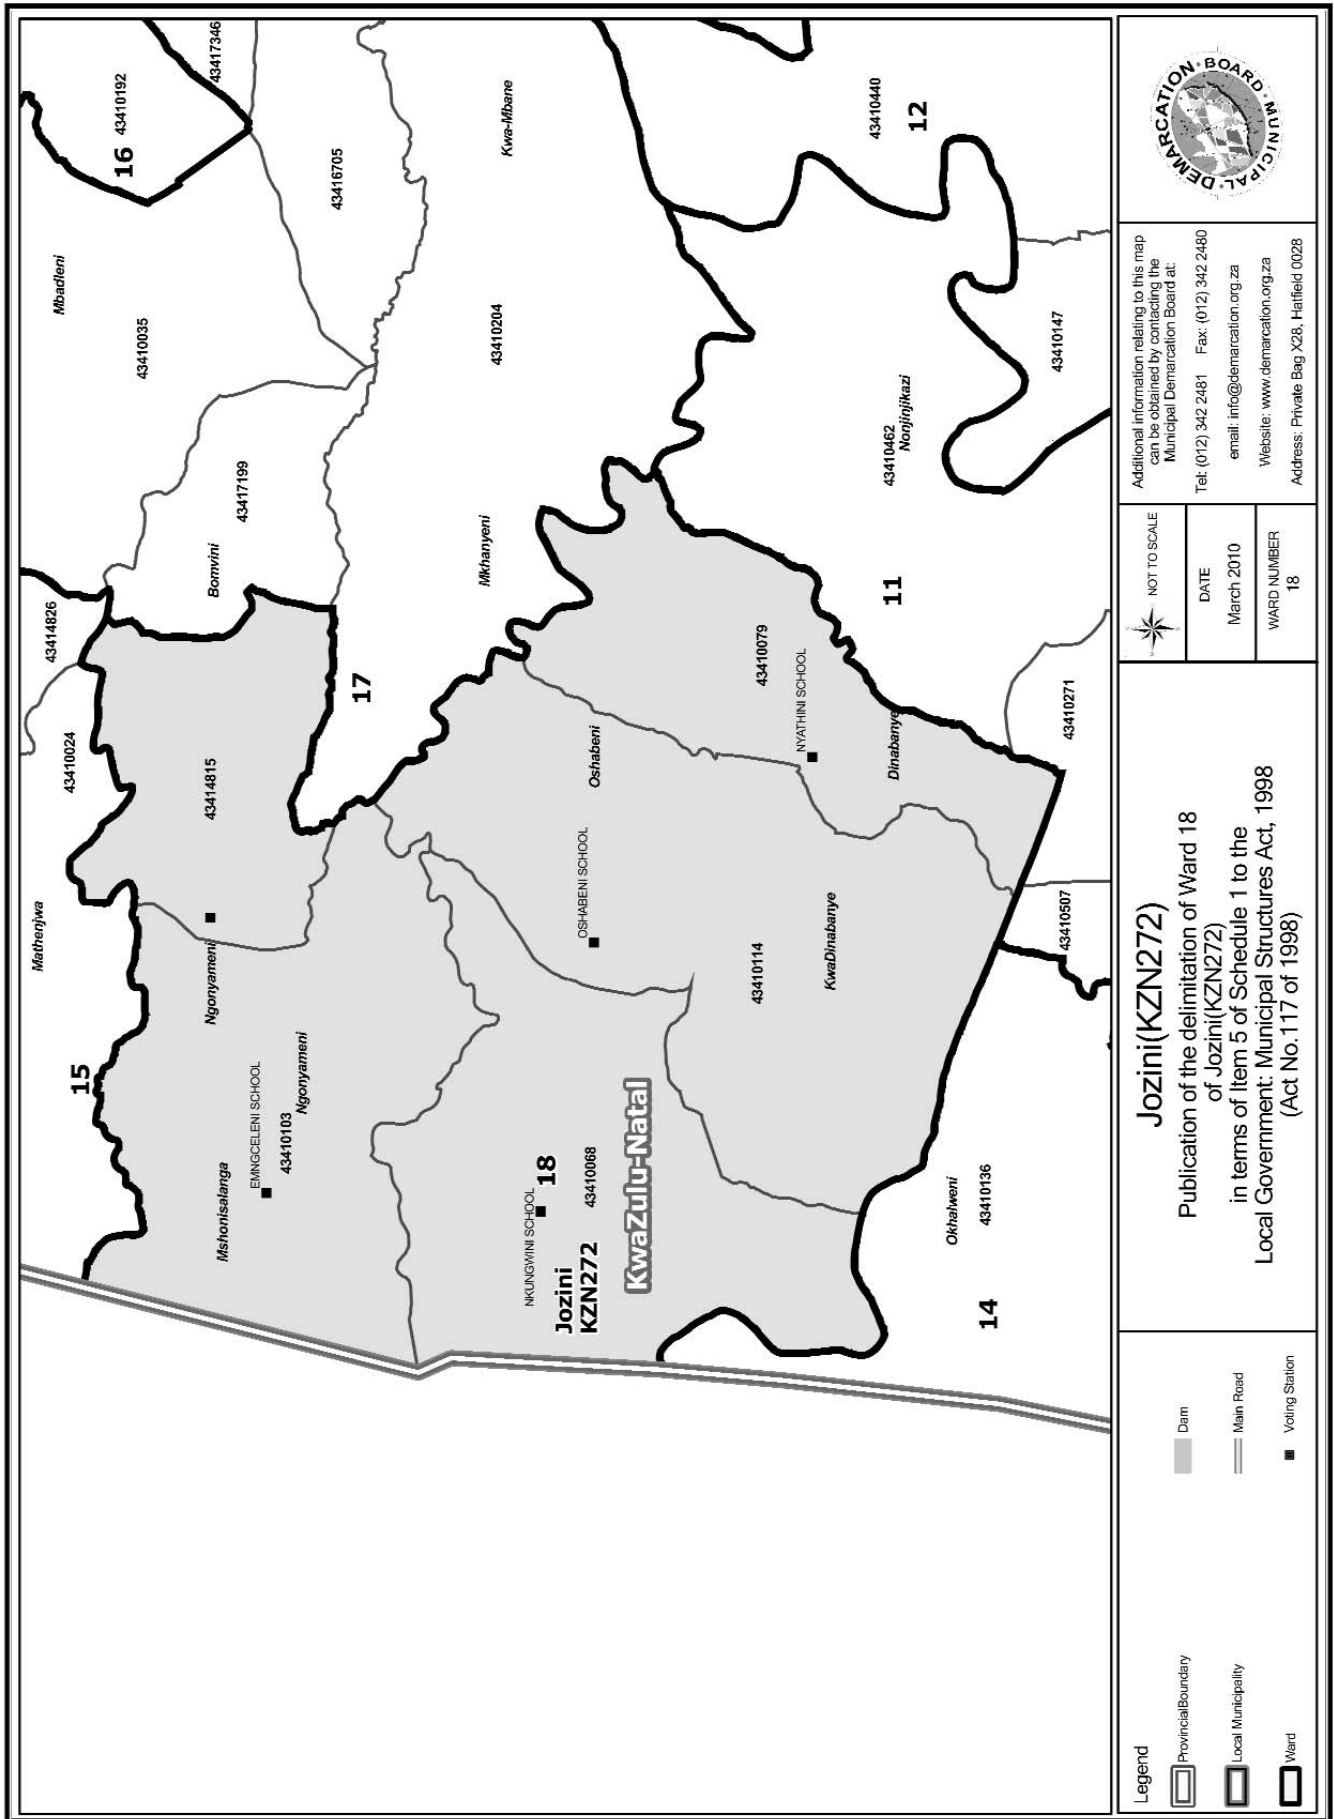 Mathenjwa
43410024
43414826
Mbadleni
16
43410192
43417346
15
43410035
43414815
Ngonyameni
Bomvini
43417199
Mshonisalanga
EMNGCELENI SCHOOL
43410103
Ngonyameni
17
43416705
Mkhanyeni
43410204
Kwa-Mbane
NKUNGWINI SCHOOL
18
Jozini
KZN272
43410068
OSHABENI SCHOOL
Oshabeni
KwaZulu-Natal
43410114
43410079
NYATHINI SCHOOL
KwaDinabanye
Dinabanye
11
43410462
Nonjinjikazi
43410440
12
Okhalweni
43410136
14
43410507
43410271
43410147
Legend
ProvincialBoundary
Local Municipality
Ward
Dam
Main Road
Voting Station
Jozini(KZN272)
Publication of the delimitation of Ward 18
of Jozini(KZN272)
in terms of Item 5 of Schedule 1 to the
Local Government: Municipal Structures Act, 1998
(Act No.117 of 1998)
NOT TO SCALE
DATE
March 2010
WARD NUMBER
18
Additional information relating to this map
can be obtained by contacting the
Municipal Demarcation Board at:
Tel: (012) 342 2481 Fax: (012) 342 2480
email: info@demarcation.org.za
Website: www.demarcation.org.za
Address: Private Bag X28, Hatfield 0028
MUNICIPAL DEMARCATION BOARD